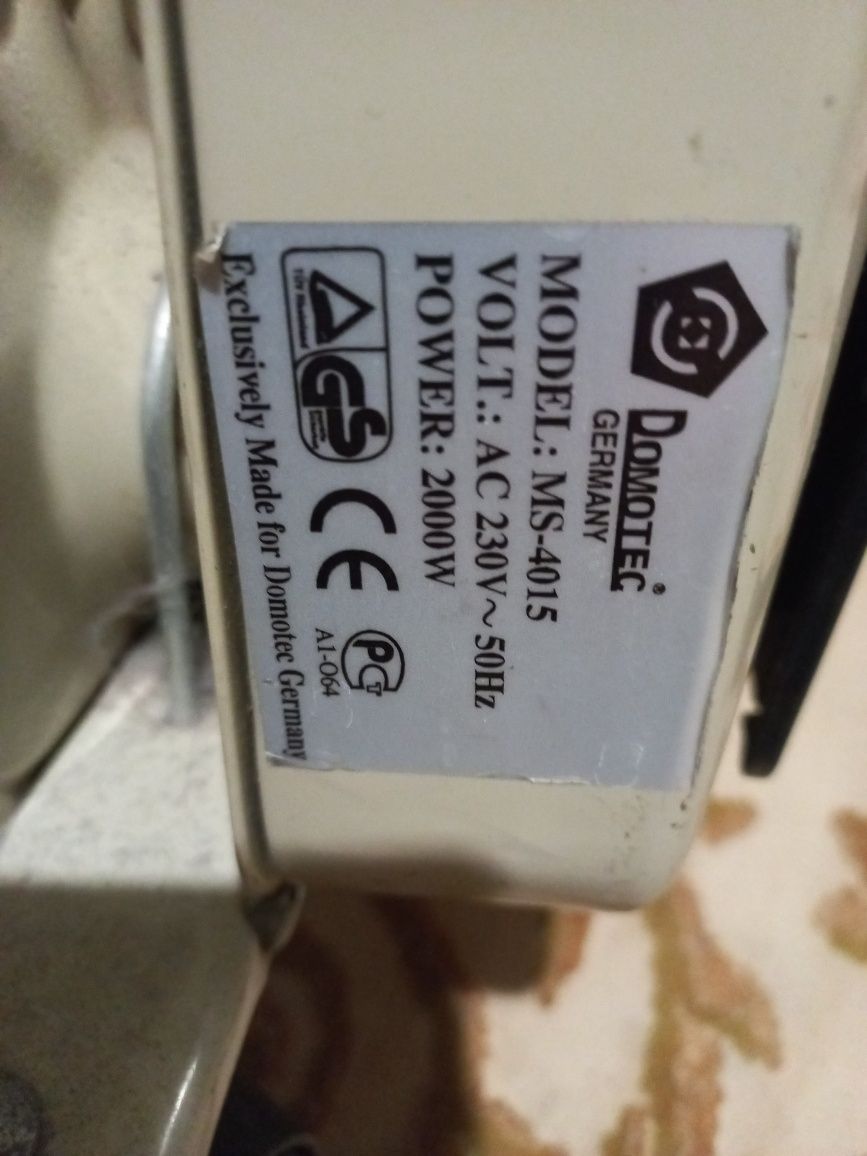 DOMOTEC®
GERMANY
MODEL: MS-4015
VOLT.: AC 230V~50Hz
POWER: 2000W
GS
CE
PCT
A1-O64
Exclusively Made for Domotec Germany